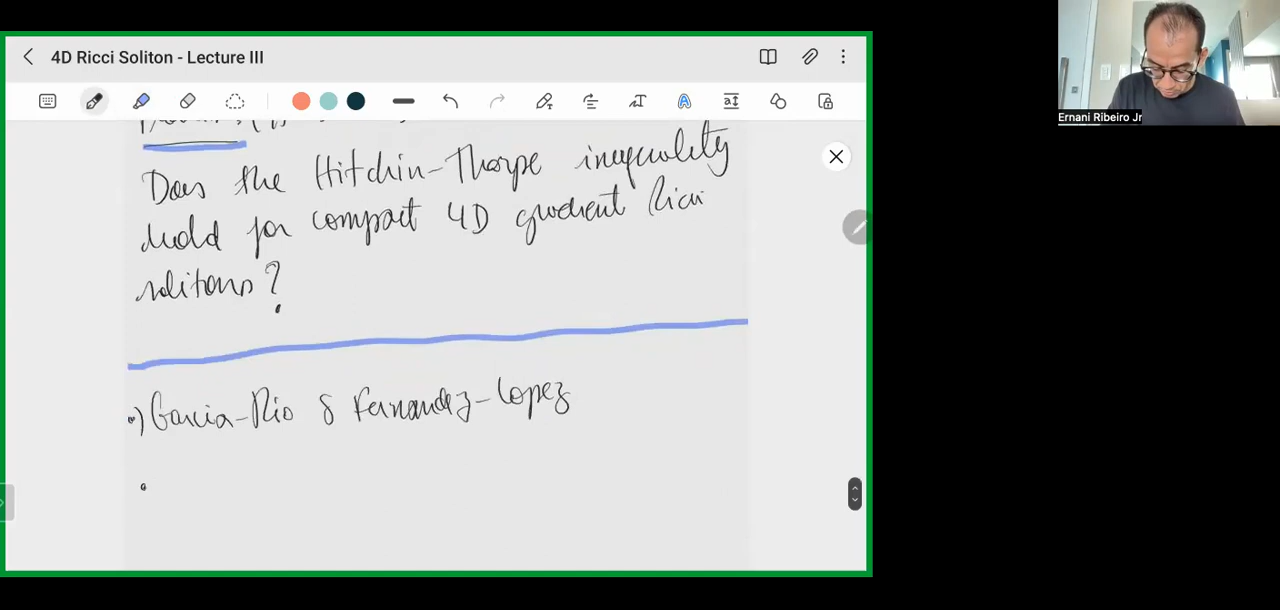 4D Ricci Soliton - Lecture III
Ernani Ribeiro Jr
Does the Hitchin-Thorpe inequality
hold for compact 4D gradient Ricci
solitons?
•) Garcia-Rio & Fernandez-Lopez